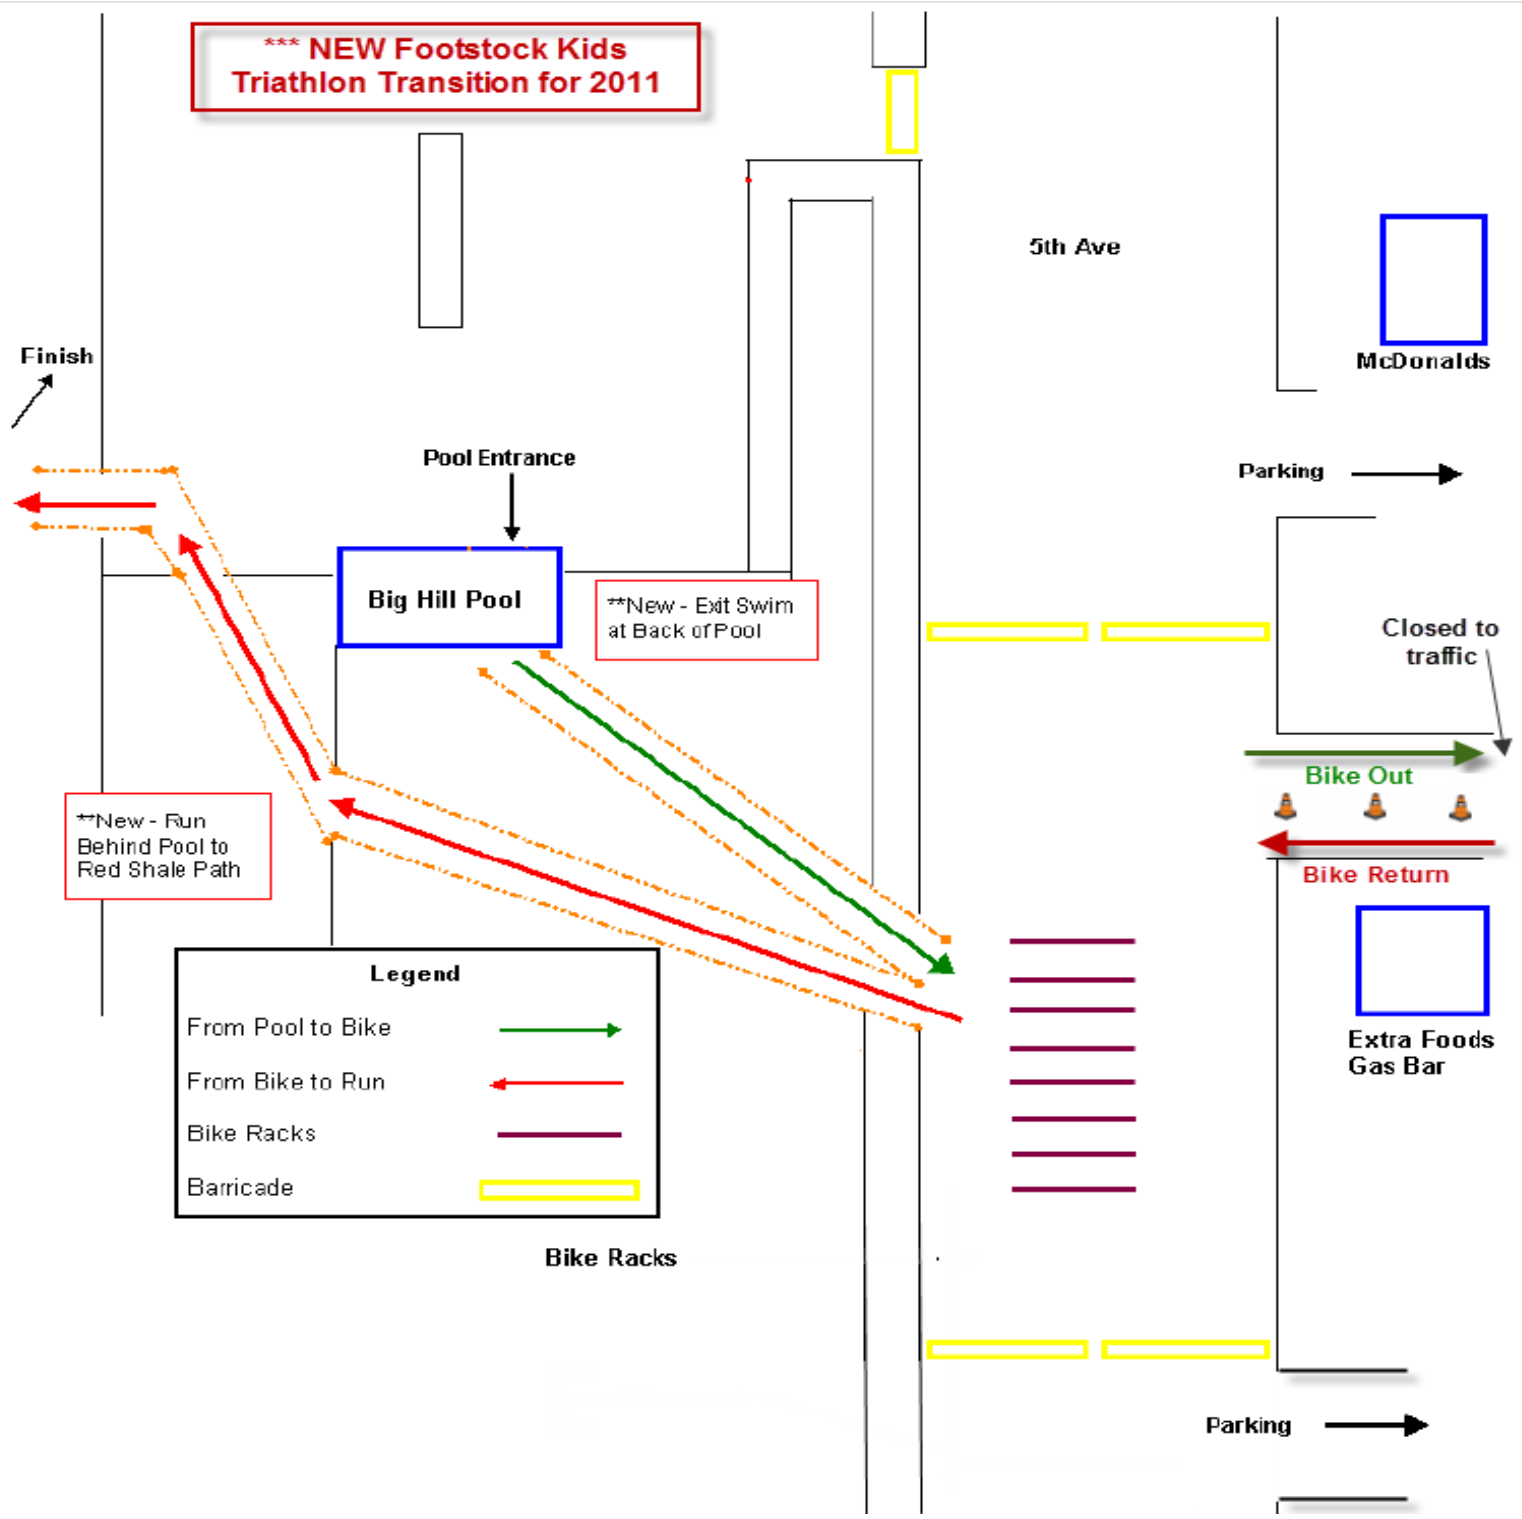 *** NEW Footstock Kids
Triathlon Transition for 2011
5th Ave
McDonalds
Finish
Pool Entrance
Parking
Big Hill Pool
**New - Exit Swim
at Back of Pool
Closed to
traffic
Bike Out
**New - Run
Behind Pool to
Red Shale Path
Bike Return
Legend
From Pool to Bike
From Bike to Run
Bike Racks
Barricade
Extra Foods
Gas Bar
Bike Racks
Parking